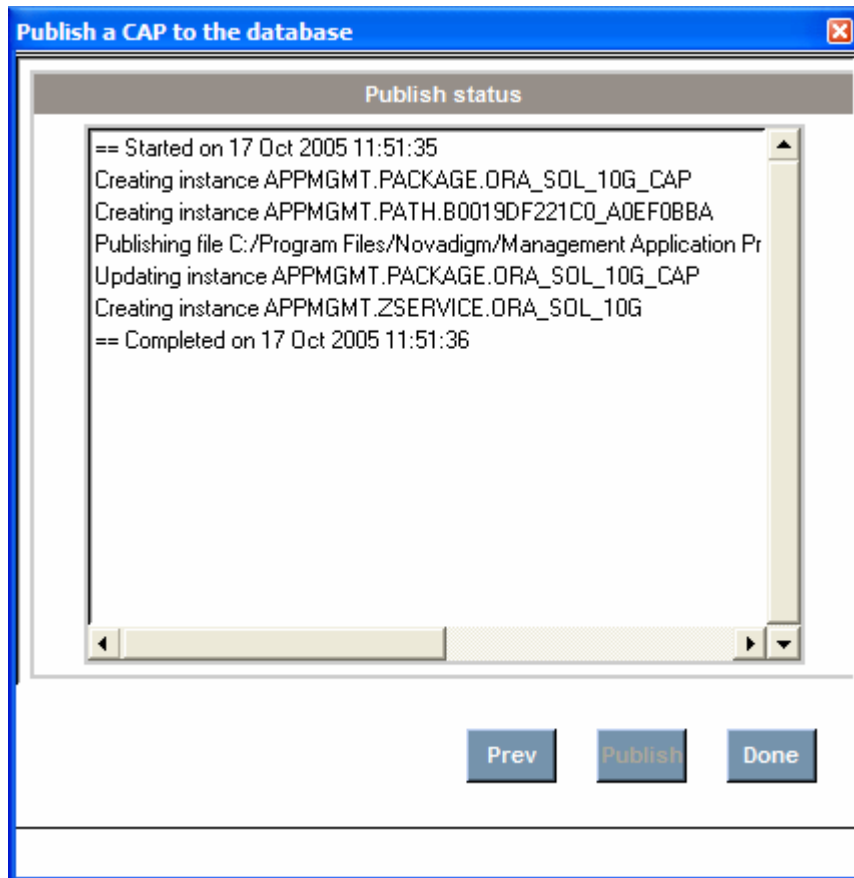 Publish a CAP to the database
Publish status
== Started on 17 Oct 2005 11:51:35
Creating instance APPMGMT.PACKAGE.ORA_SOL_10G_CAP
Creating instance APPMGMT.PATH.B0019DF221C0_A0EF0BBA
Publishing file C:/Program Files/Novadigm/Management Application Pr
Updating instance APPMGMT.PACKAGE.ORA_SOL_10G_CAP
Creating instance APPMGMT.ZSERVICE.ORA_SOL_10G
== Completed on 17 Oct 2005 11:51:36
Prev Publish Done